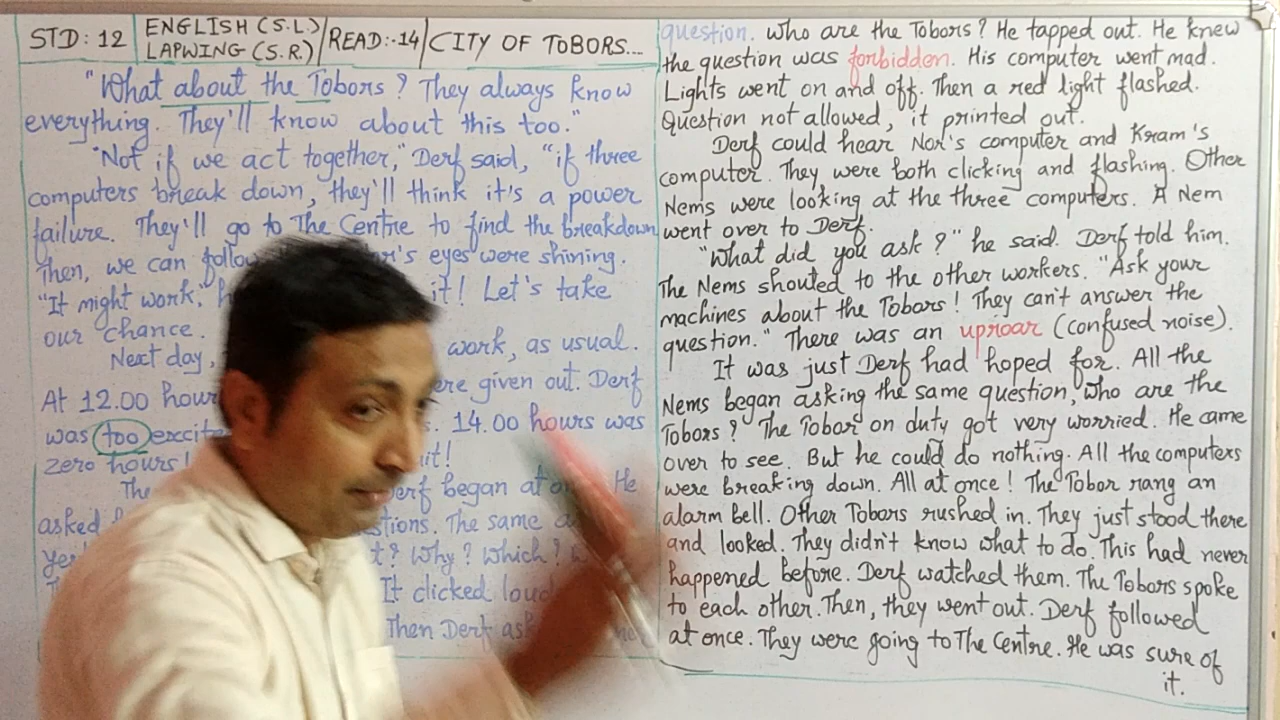 STD: 12
ENGLISH (S.L.)
LAPWING (S.R.)
READ:-14
CITY OF TOBORS...
"What about the Tobors? They always know
everything. They'll know about this too."
"Not if we act together," Derf said, "if three
computers break down, they'll think it's a power
failure. They'll go to The Centre to find the breakdown
Then, we can eyes were shining.
"It might work," it! Let's take
our chance.
Next day, work, as usual.
At 12.00 given out. Derf
was too 14.00 hours was
zero hours!
The Derf began at He
asked The same
Why? Which?
It clicked
Then Derf
question. Who are the Tobors? He tapped out. He knew
the question was forbidden. His computer went mad.
Lights went on and off. Then a red light flashed.
Question not allowed, it printed out.
Derf could hear Nor's computer and Kram's
computer. They were both clicking and flashing. Other
Nems were looking at the three computers. A Nem
went over to Derf.
"What did you ask?" he said. Derf told him.
The Nems shouted to the other workers. "Ask your
machines about the Tobors! They can't answer the
question." There was an uproar (confused noise).
It was just Derf had hoped for. All the
Nems began asking the same question, Who are the
Tobors? The Tobor on duty got very worried. He came
over to see. But he could do nothing. All the computers
were breaking down. All at once! The Tobor rang an
alarm bell. Other Tobors rushed in. They just stood there
and looked. They didn't know what to do. This had never
happened before. Derf watched them. The Tobors spoke
to each other. Then, they went out. Derf followed
at once. They were going to The Centre. He was sure of
it.